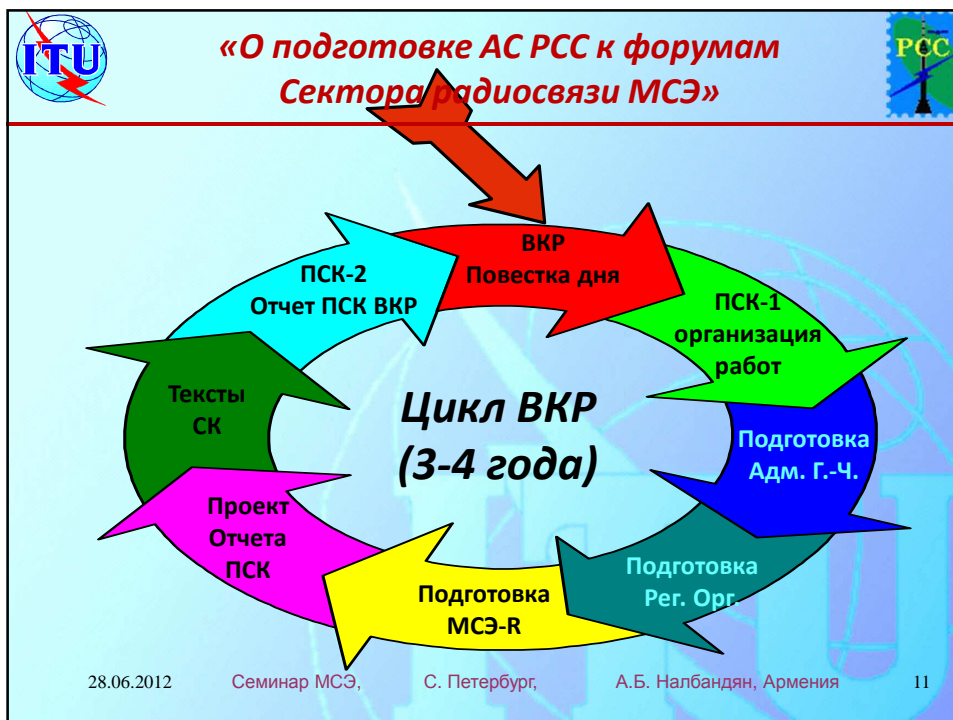 ITU
«О подготовке АС РСС к форумам
Сектора радиосвязи МСЭ»
РСС
ВКР
Повестка дня
ПСК-1
организация
работ
Подготовка
Адм. Г.-Ч.
Подготовка
Рег. Орг.
Подготовка
МСЭ-R
Проект
Отчета
ПСК
Тексты
СК
ПСК-2
Отчет ПСК ВКР
Цикл ВКР
(3-4 года)
ITU
28.06.2012 Семинар МСЭ, С. Петербург, А.Б. Налбандян, Армения 11